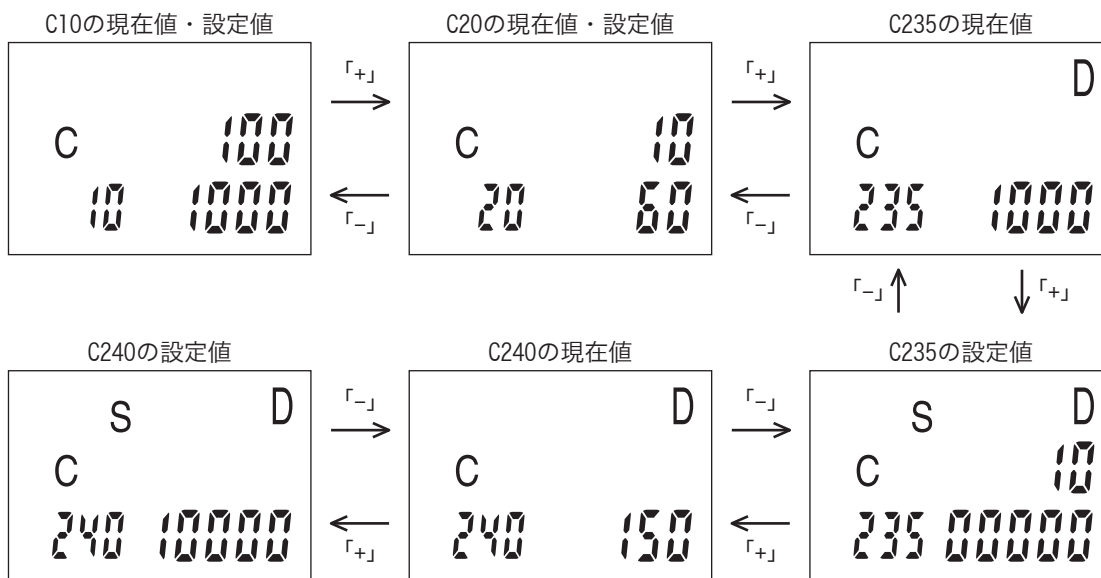 C10の現在値・設定値
C
100
10 1000
「+」
「−」
C20の現在値・設定値
C
10
20 60
「+」
「−」
C235の現在値
D
C
235 1000
「−」
「+」
C240の設定値
S D
C
240 10000
「−」
「+」
C240の現在値
D
C
240 150
「−」
「+」
C235の設定値
S D
C
10
235 00000